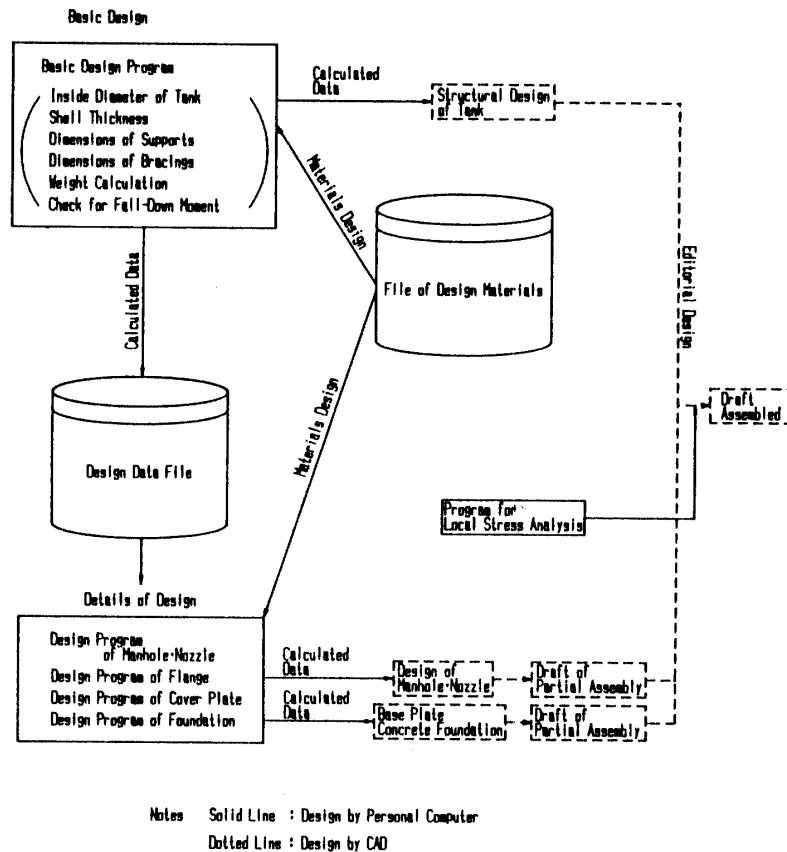 Basic Design
Basic Design Program
Inside Diameter of Tank
Shell Thickness
Dimensions of Supports
Dimensions of Bracings
Weight Calculation
Check for Fall-Down Moment
Calculated
Data
Structural Design
of Tank
Materials Design
File of Design Materials
Editorial Design
Calculated Data
Design Data File
Materials Design
Draft
Assembled
Program for
Local Stress Analysis
Details of Design
Design Program
of Manhole·Nozzle
Design Program of Flange
Design Program of Cover Plate
Design Program of Foundation
Calculated
Data
Design of
Manhole·Nozzle
Draft of
Partial Assembly
Calculated
Data
Base Plate
Concrete Foundation
Draft of
Partial Assembly
Notes Solid Line : Design by Personal Computer
Dotted Line : Design by CAD